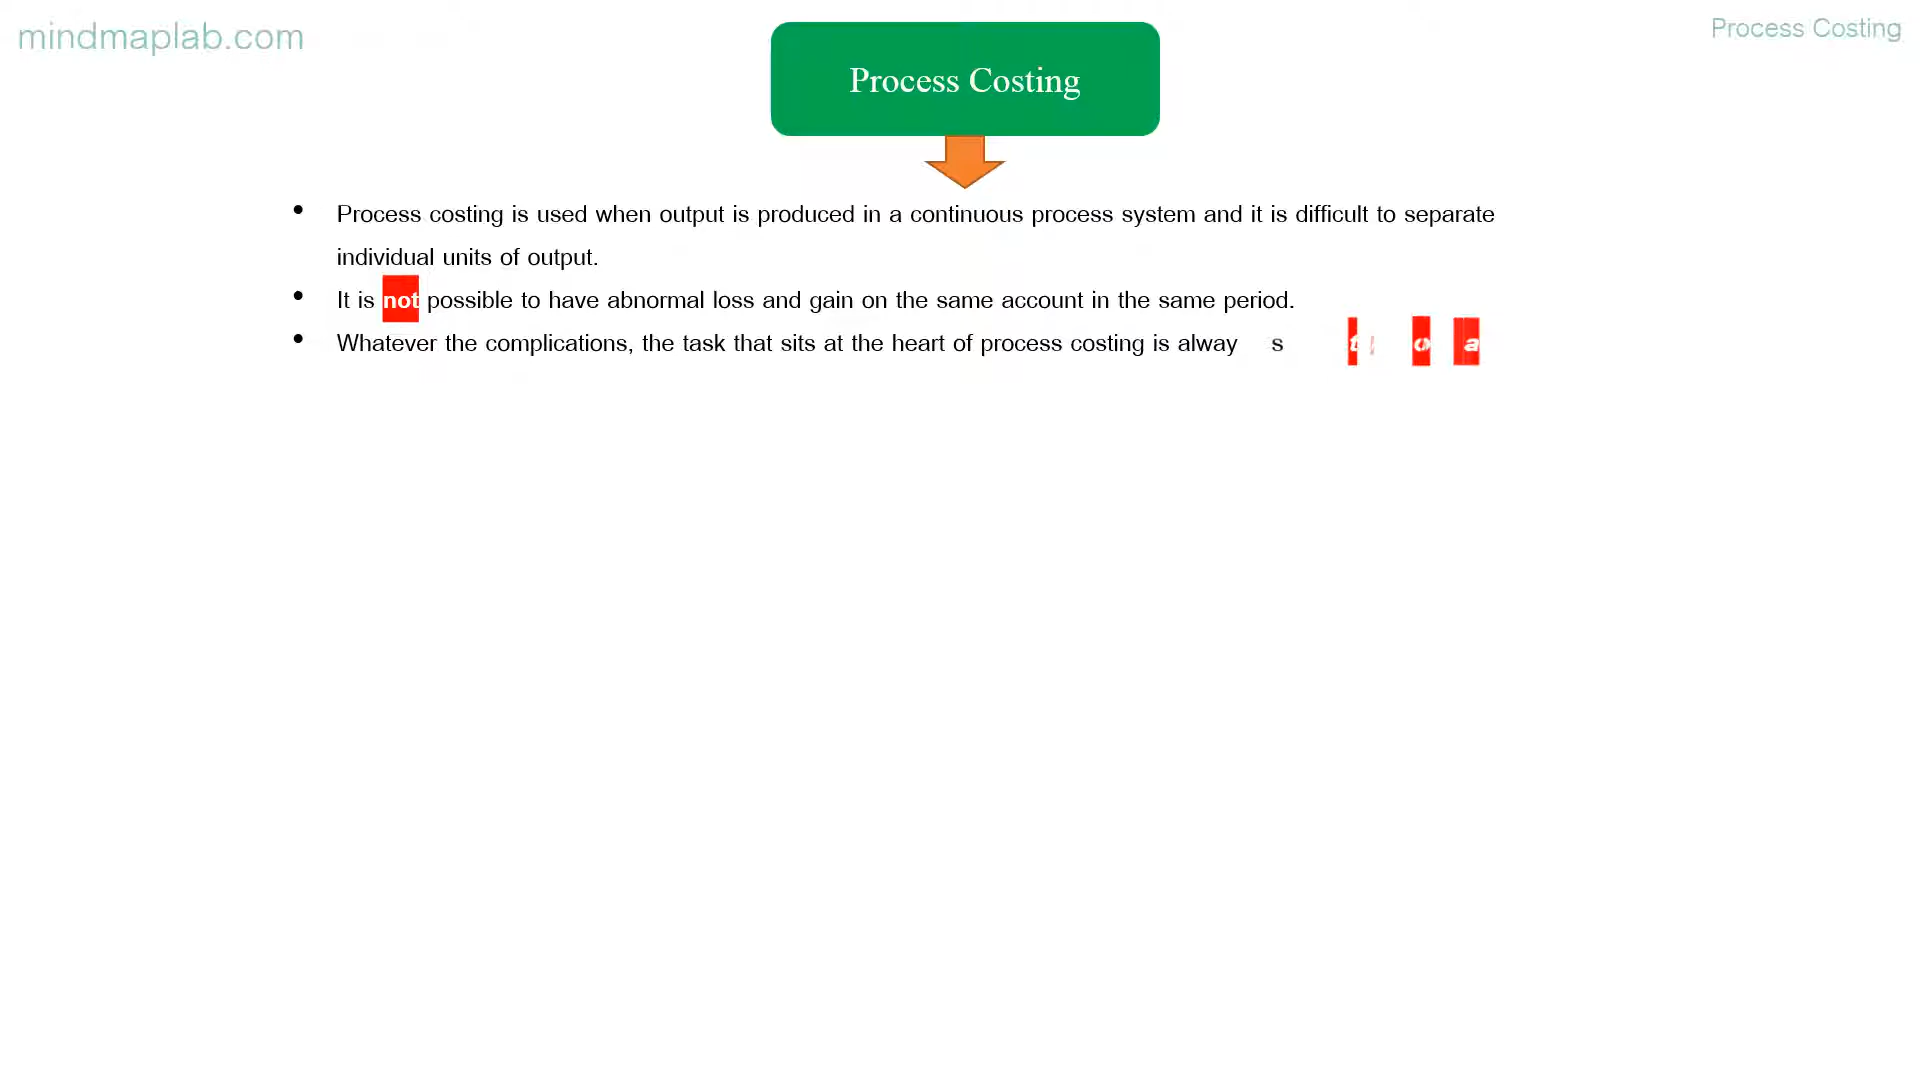 mindmaplab.com
Process Costing
Process Costing
• Process costing is used when output is produced in a continuous process system and it is difficult to separate
individual units of output.
• It is not possible to have abnormal loss and gain on the same account in the same period.
• Whatever the complications, the task that sits at the heart of process costing is always